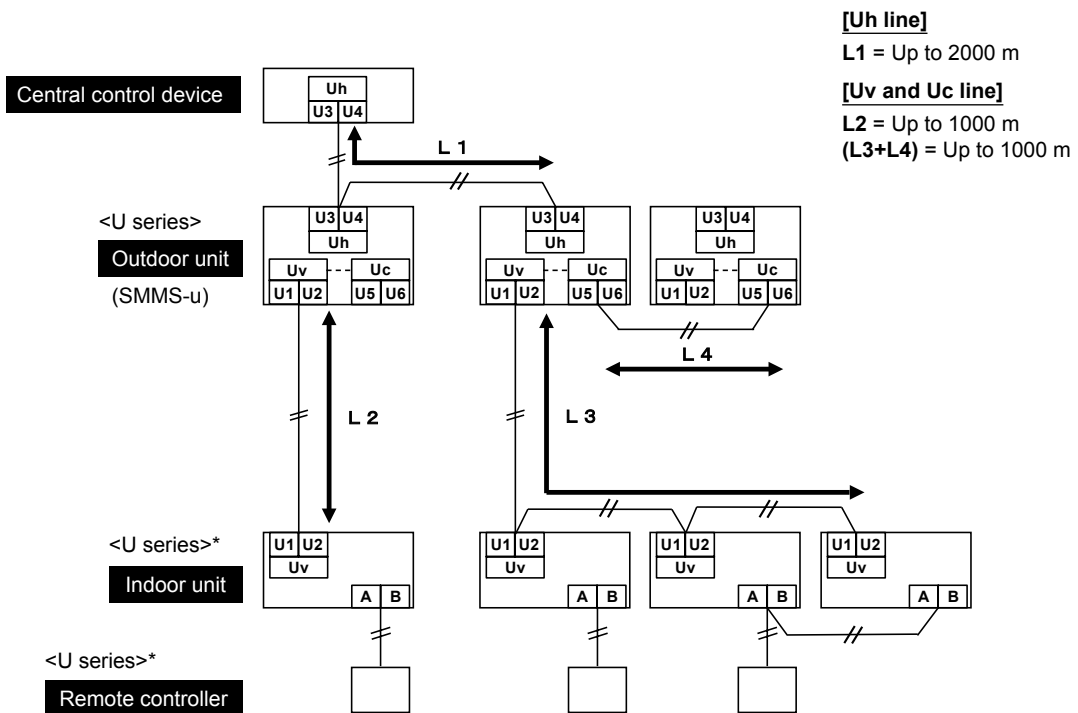 [Uh line]
L1 = Up to 2000 m
[Uv and Uc line]
L2 = Up to 1000 m
(L3+L4) = Up to 1000 m
Central control device
Uh
U3 U4
L 1
<U series>
Outdoor unit
(SMMS-u)
U3 U4 U3 U4 U3 U4
Uh Uh Uh
Uv Uc Uv Uc Uv Uc
U1 U2 U5 U6 U1 U2 U5 U6 U1 U2 U5 U6
L 4
L 2 L 3
<U series>*
Indoor unit
U1 U2 U1 U2 U1 U2 U1 U2
Uv Uv Uv Uv
A B A B A B A B
<U series>*
Remote controller